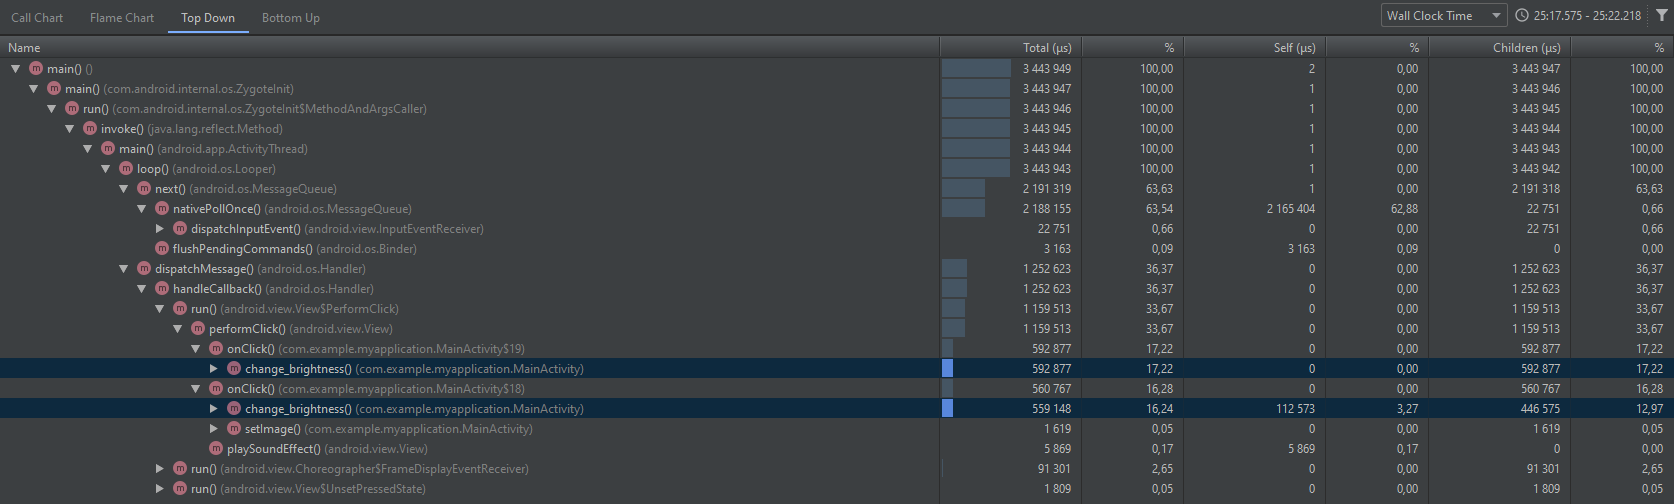 Call Chart Flame Chart Top Down Bottom Up Wall Clock Time 25:17.575 - 25:22.218
Name Total (µs) % Self (µs) % Children (µs) %
m main() () 3 443 949 100,00 2 0,00 3 443 947 100,00
m main() (com.android.internal.os.ZygoteInit) 3 443 947 100,00 1 0,00 3 443 946 100,00
m run() (com.android.internal.os.ZygoteInit$MethodAndArgsCaller) 3 443 946 100,00 1 0,00 3 443 945 100,00
m invoke() (java.lang.reflect.Method) 3 443 945 100,00 1 0,00 3 443 944 100,00
m main() (android.app.ActivityThread) 3 443 944 100,00 1 0,00 3 443 943 100,00
m loop() (android.os.Looper) 3 443 943 100,00 1 0,00 3 443 942 100,00
m next() (android.os.MessageQueue) 2 191 319 63,63 1 0,00 2 191 318 63,63
m nativePollOnce() (android.os.MessageQueue) 2 188 155 63,54 2 165 404 62,88 22 751 0,66
m dispatchInputEvent() (android.view.InputEventReceiver) 22 751 0,66 0 0,00 22 751 0,66
m flushPendingCommands() (android.os.Binder) 3 163 0,09 3 163 0,09 0 0,00
m dispatchMessage() (android.os.Handler) 1 252 623 36,37 0 0,00 1 252 623 36,37
m handleCallback() (android.os.Handler) 1 252 623 36,37 0 0,00 1 252 623 36,37
m run() (android.view.View$PerformClick) 1 159 513 33,67 0 0,00 1 159 513 33,67
m performClick() (android.view.View) 1 159 513 33,67 0 0,00 1 159 513 33,67
m onClick() (com.example.myapplication.MainActivity$19) 592 877 17,22 0 0,00 592 877 17,22
m change_brightness() (com.example.myapplication.MainActivity) 592 877 17,22 0 0,00 592 877 17,22
m onClick() (com.example.myapplication.MainActivity$18) 560 767 16,28 0 0,00 560 767 16,28
m change_brightness() (com.example.myapplication.MainActivity) 559 148 16,24 112 573 3,27 446 575 12,97
m setImage() (com.example.myapplication.MainActivity) 1 619 0,05 0 0,00 1 619 0,05
m playSoundEffect() (android.view.View) 5 869 0,17 5 869 0,17 0 0,00
m run() (android.view.Choreographer$FrameDisplayEventReceiver) 91 301 2,65 0 0,00 91 301 2,65
m run() (android.view.View$UnsetPressedState) 1 809 0,05 0 0,00 1 809 0,05